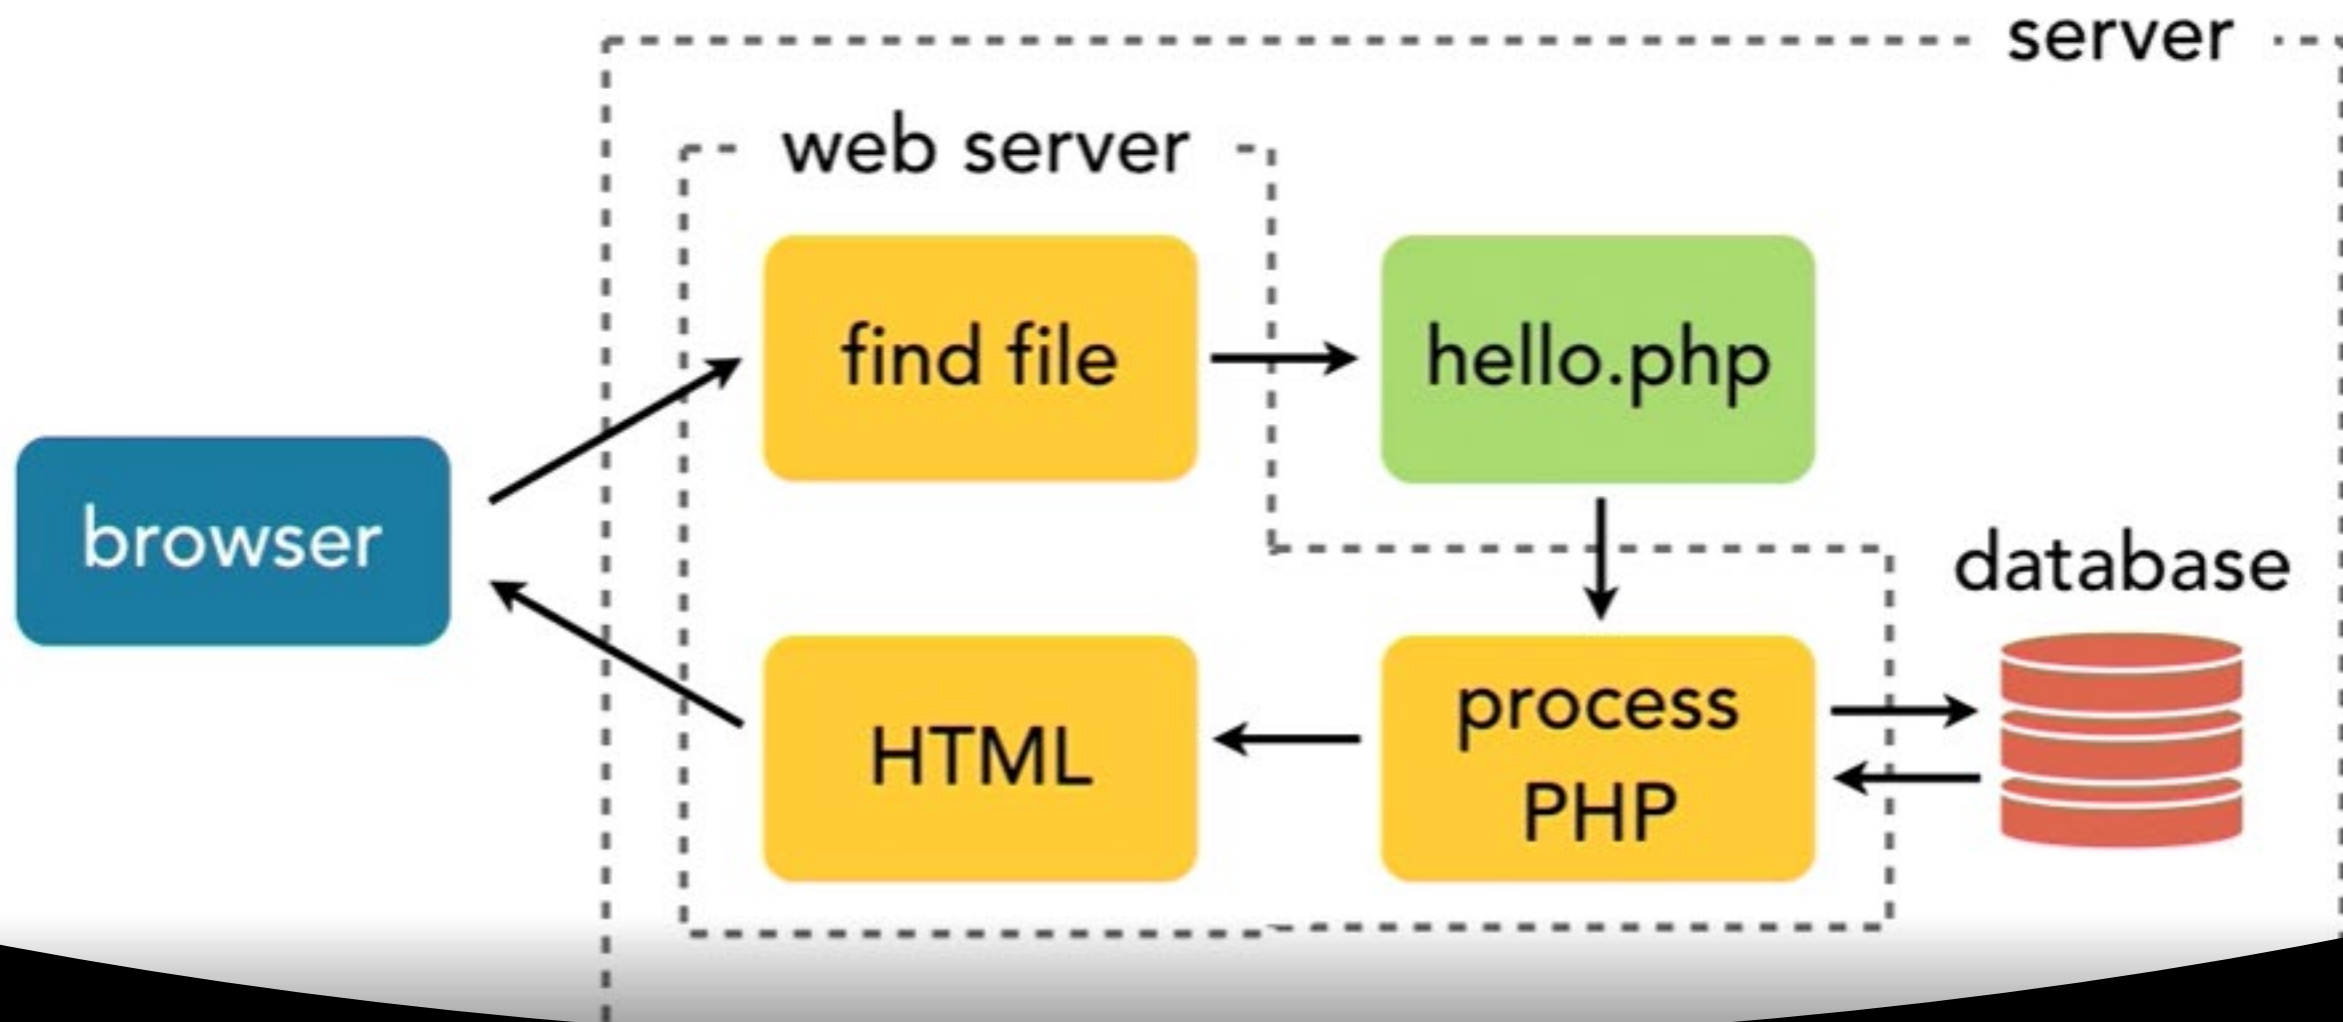 server
web server
find file
hello.php
browser
database
HTML
process
PHP